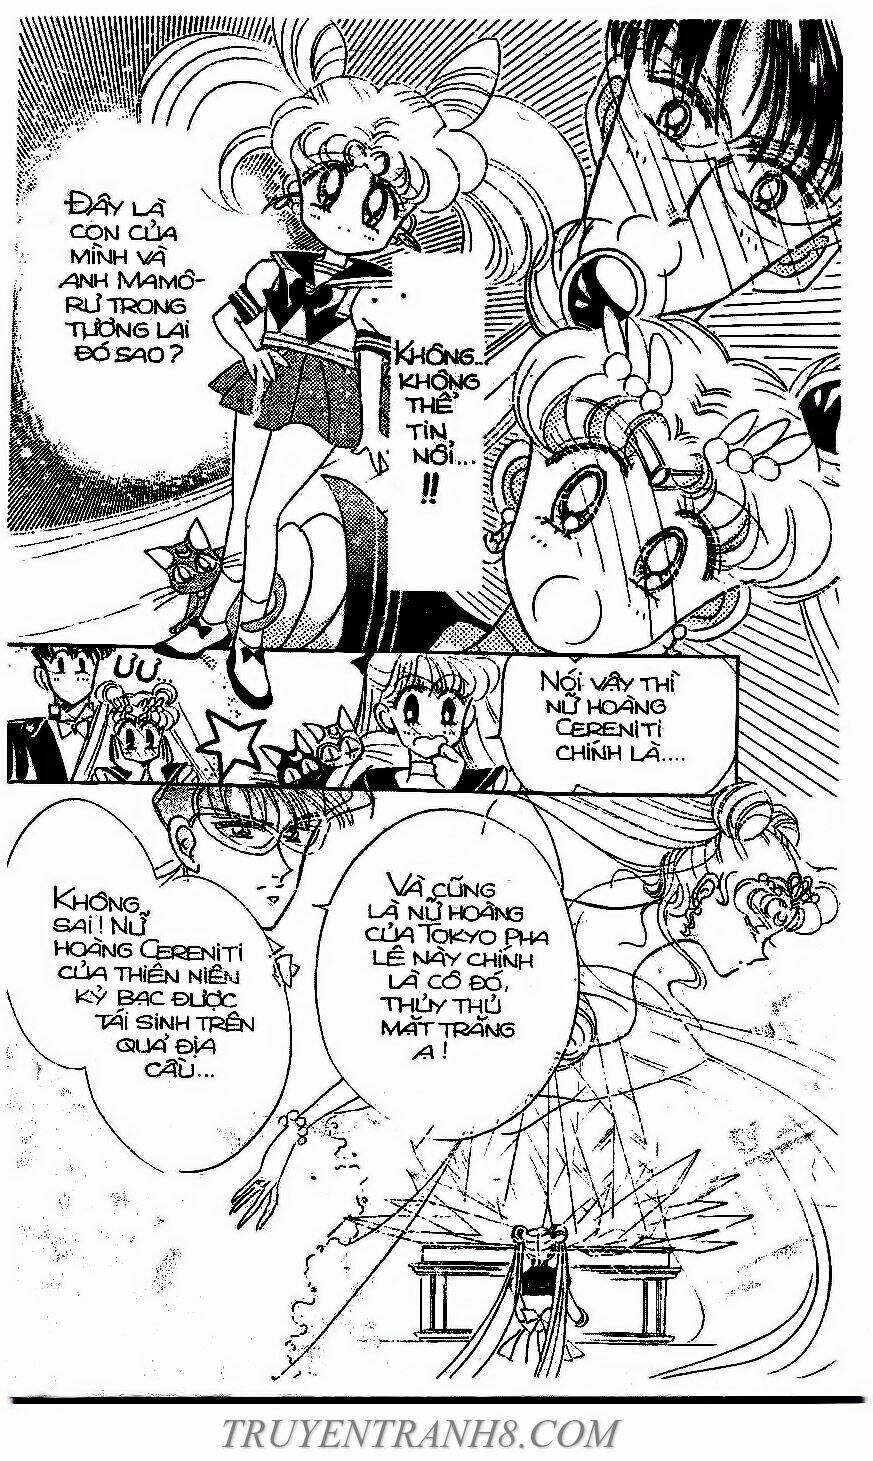 ĐÂY LÀ
CON CỦA
MÌNH VÀ
ANH MAMÔ-
RƯ TRONG
TƯƠNG LAI
ĐÓ SAO?
KHÔNG...
KHÔNG
THỂ
TIN
NỔI...
!!
ƯƯ
NÓI VẬY THÌ
NỮ HOÀNG
CERENITI
CHÍNH LÀ....
VÀ CŨNG
LÀ NỮ HOÀNG
CỦA TOKYO PHA
LÊ NÀY CHÍNH
LÀ CÔ ĐÓ,
THỦY THỦ
MẶT TRĂNG
Ạ!
KHÔNG
SAI! NỮ
HOÀNG CERENITI
CỦA THIÊN NIÊN
KỶ BẠC ĐƯỢC
TÁI SINH TRÊN
QUẢ ĐỊA
CẦU...
TRUYENTRANH8.COM